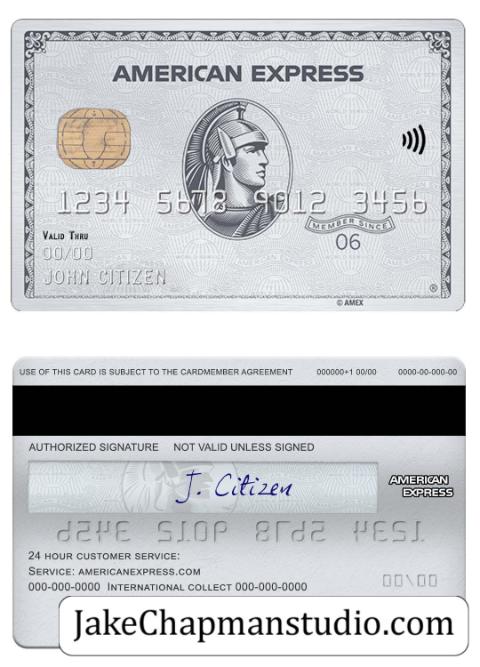 AMERICAN EXPRESS
1234 5678 9012 3456
MEMBER SINCE
VALID THRU
06
00/00
JOHN CITIZEN
®
© AMEX
USE OF THIS CARD IS SUBJECT TO THE CARDMEMBER AGREEMENT 000000+1 00/00 0000-00-000-00
AUTHORIZED SIGNATURE NOT VALID UNLESS SIGNED
J. Citizen
AMERICAN
EXPRESS
24 HOUR CUSTOMER SERVICE:
SERVICE: AMERICANEXPRESS.COM
00\00
000-000-0000 INTERNATIONAL COLLECT 000-000-0000
JakeChapmanstudio.com